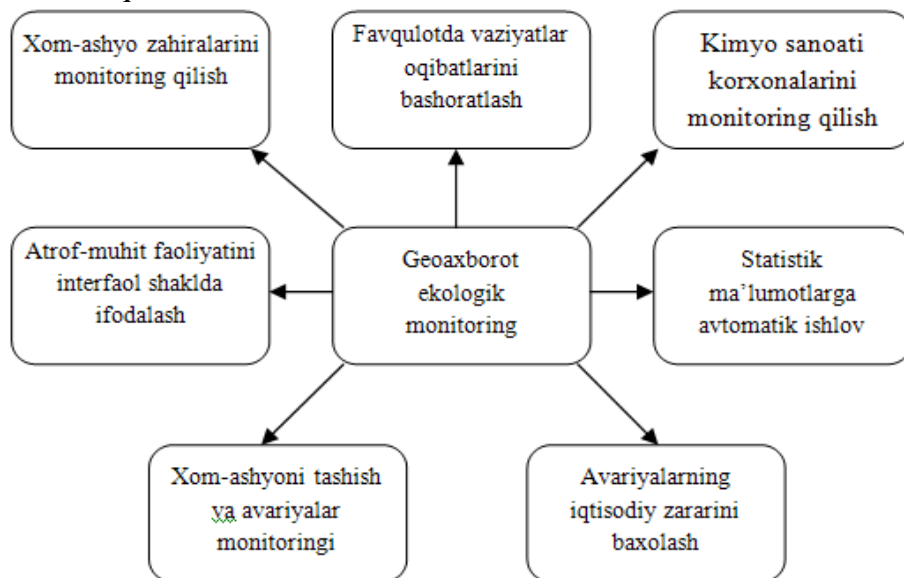 Xom-ashyo zahiralarini
monitoring qilish
Favqulotda vaziyatlar
oqibatlarini
bashoratlash
Kimyo sanoati
korxonalarini
monitoring qilish
Atrof-muhit faoliyatini
interfaol shaklda
ifodalash
Geoaxborot
ekologik
monitoring
Statistik
ma’lumotlarga
avtomatik ishlov
Xom-ashyoni tashish
va avariyalar
monitoringi
Avariyalarning
iqtisodiy zararini
baxolash